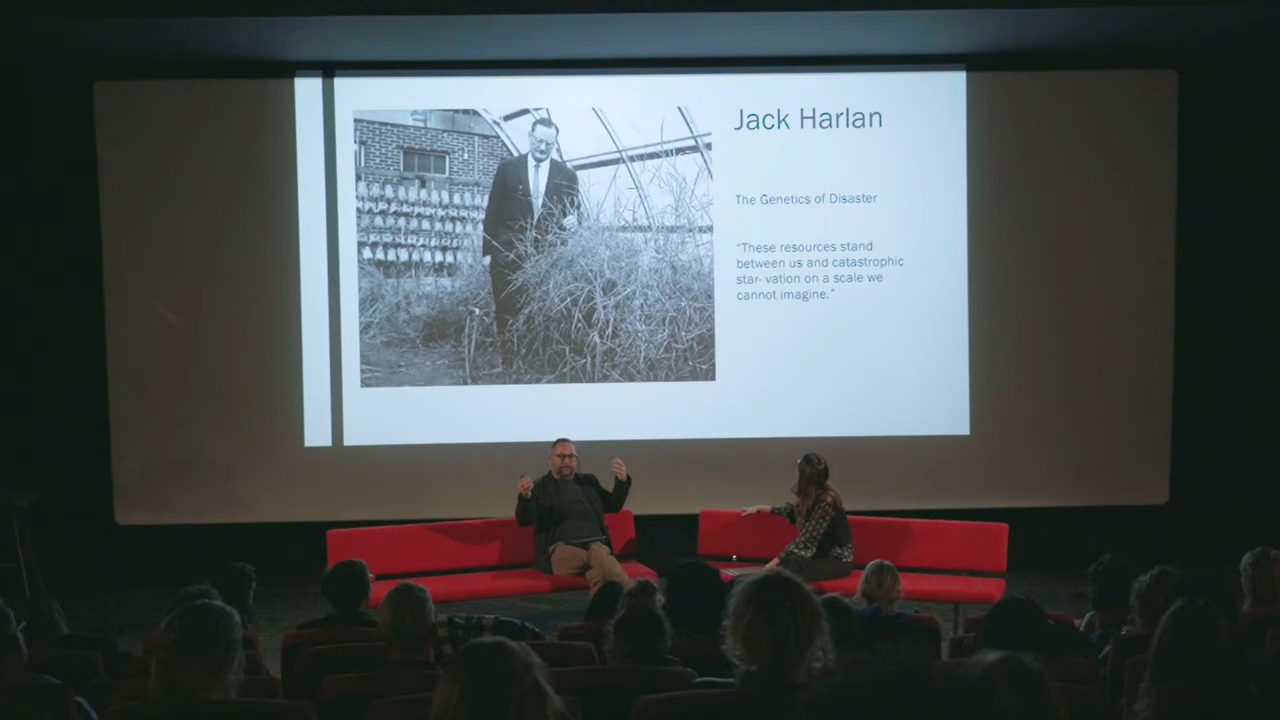 Jack Harlan
The Genetics of Disaster
“These resources stand
between us and catastrophic
star- vation on a scale we
cannot imagine.”